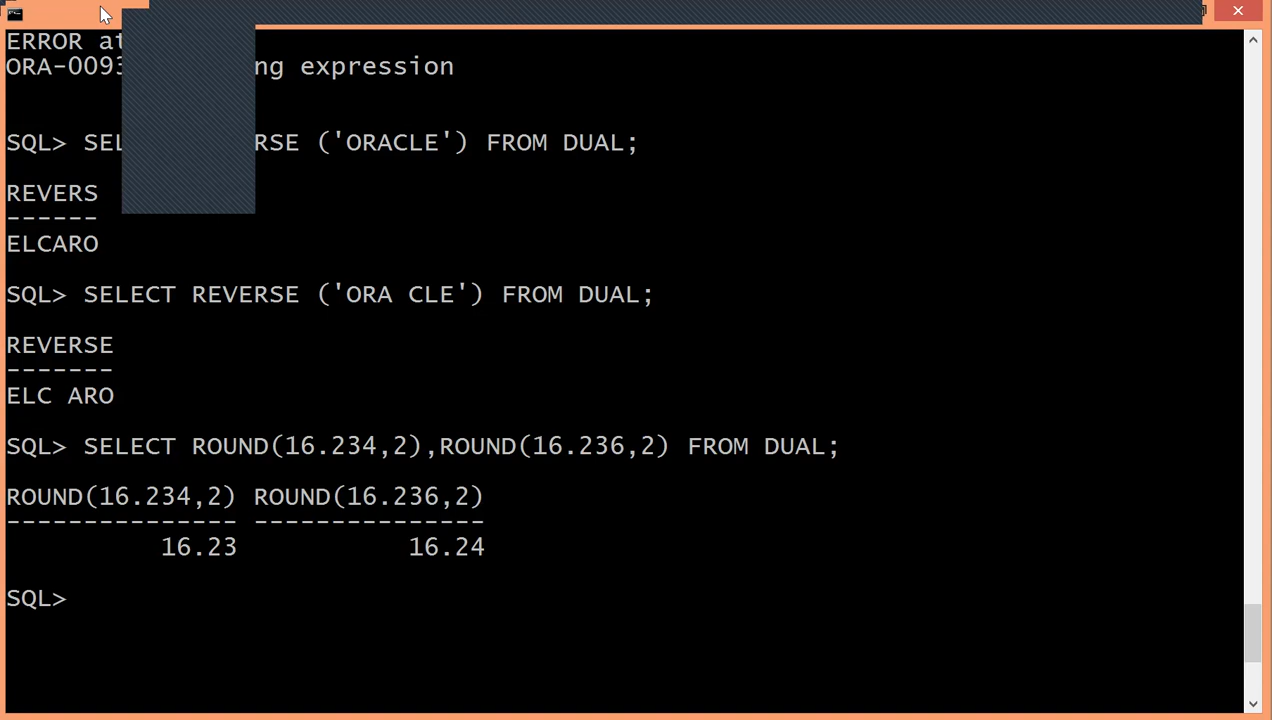 ERROR at
ORA-0093 ng expression
SQL> SEL RSE ('ORACLE') FROM DUAL;
REVERS
------
ELCARO
SQL> SELECT REVERSE ('ORA CLE') FROM DUAL;
REVERSE
-------
ELC ARO
SQL> SELECT ROUND(16.234,2),ROUND(16.236,2) FROM DUAL;
ROUND(16.234,2) ROUND(16.236,2)
--------------- ---------------
16.23 16.24
SQL>